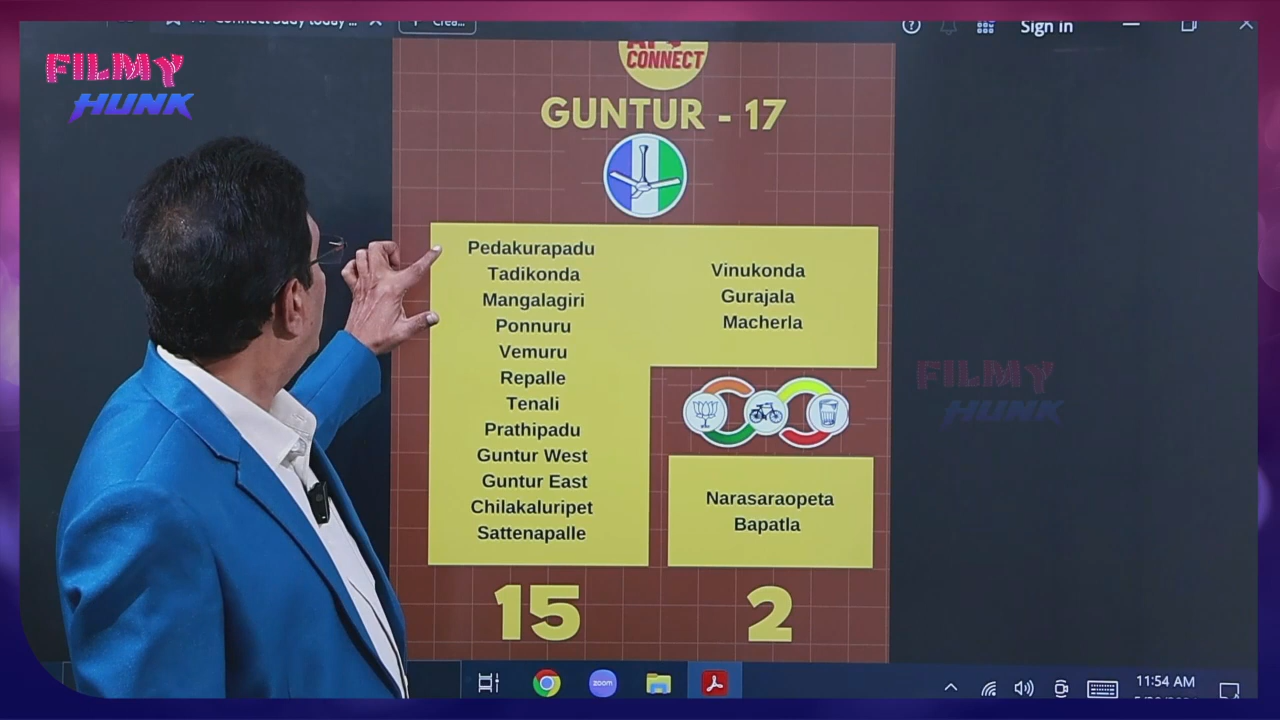 Sign in
FILMY
HUNK
CONNECT
GUNTUR - 17
Pedakurapadu
Tadikonda
Mangalagiri
Ponnuru
Vemuru
Repalle
Tenali
Prathipadu
Guntur West
Guntur East
Chilakaluripet
Sattenapalle
Vinukonda
Gurajala
Macherla
FILMY
HUNK
Narasaraopeta
Bapatla
15
2
zoom
11:54 AM